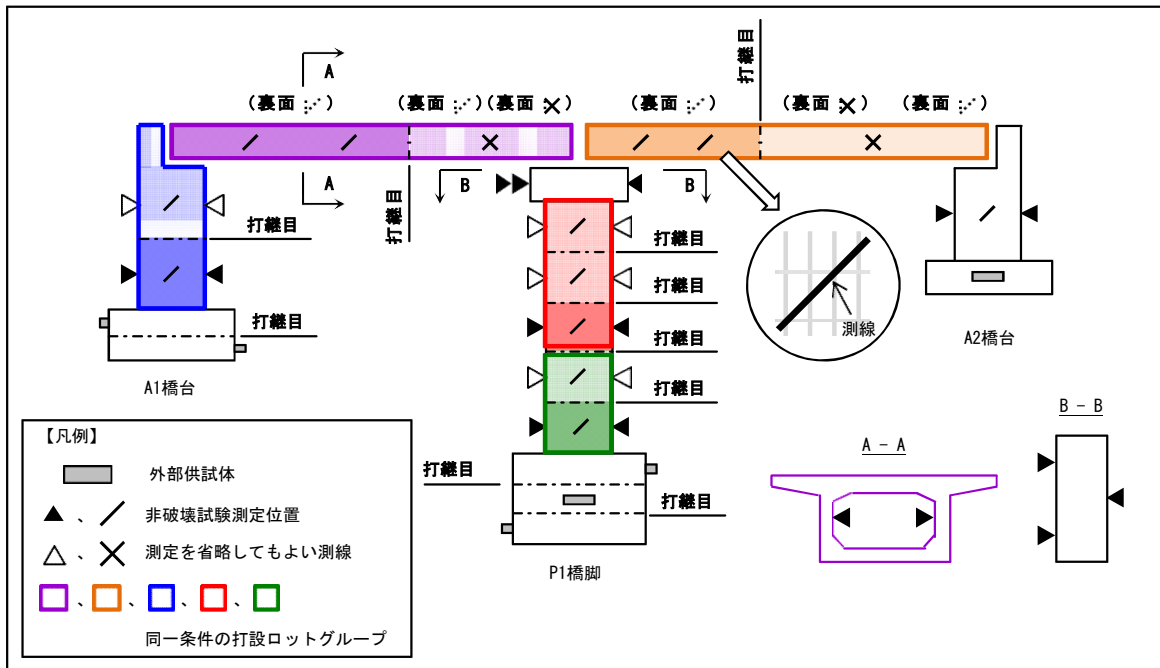 打継目
A
(裏面 ⋰)
(裏面 ⋰)
(裏面 ×)
(裏面 ⋰)
(裏面 ×)
(裏面 ⋰)
A
打継目
B
B
打継目
打継目
打継目
打継目
打継目
測線
打継目
A1橋台
A2橋台
打継目
打継目
打継目
P1橋脚
【凡例】
外部供試体
▲ 、 / 非破壊試験測定位置
△ 、 × 測定を省略してもよい測線
、 、 、 、
同一条件の打設ロットグループ
A − A
B − B